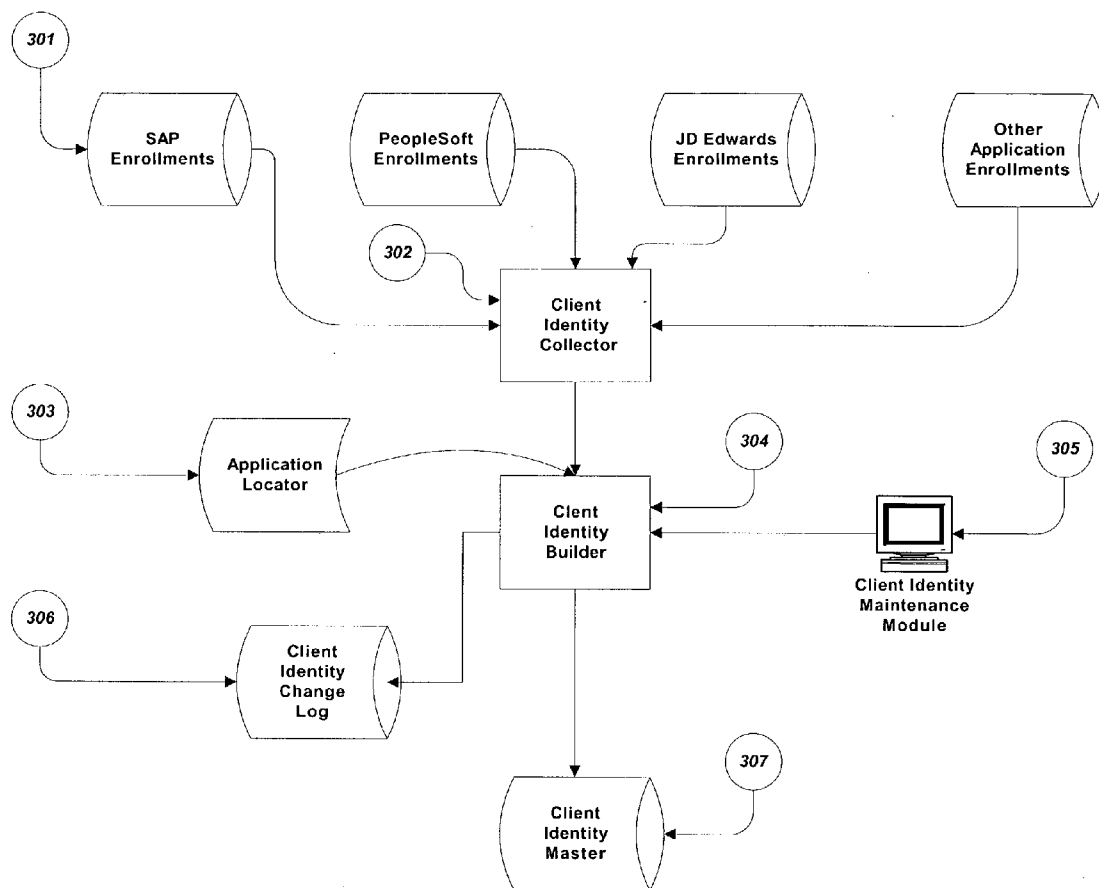 301
SAP
Enrollments
PeopleSoft
Enrollments
JD Edwards
Enrollments
Other
Application
Enrollments
302
Client
Identity
Collector
303
Application
Locator
304
305
Clent
Identity
Builder
Client Identity
Maintenance
Module
306
Client
Identity
Change
Log
307
Client
Identity
Master